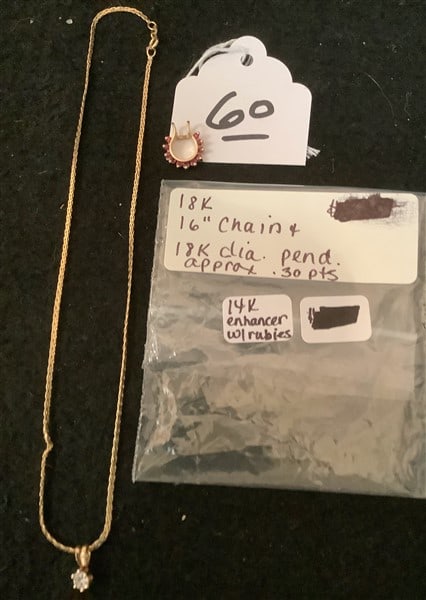 60
18K
16" Chain &
18K dia. pend.
approx .30 pts
$
14K
enhancer
w/rubies
$